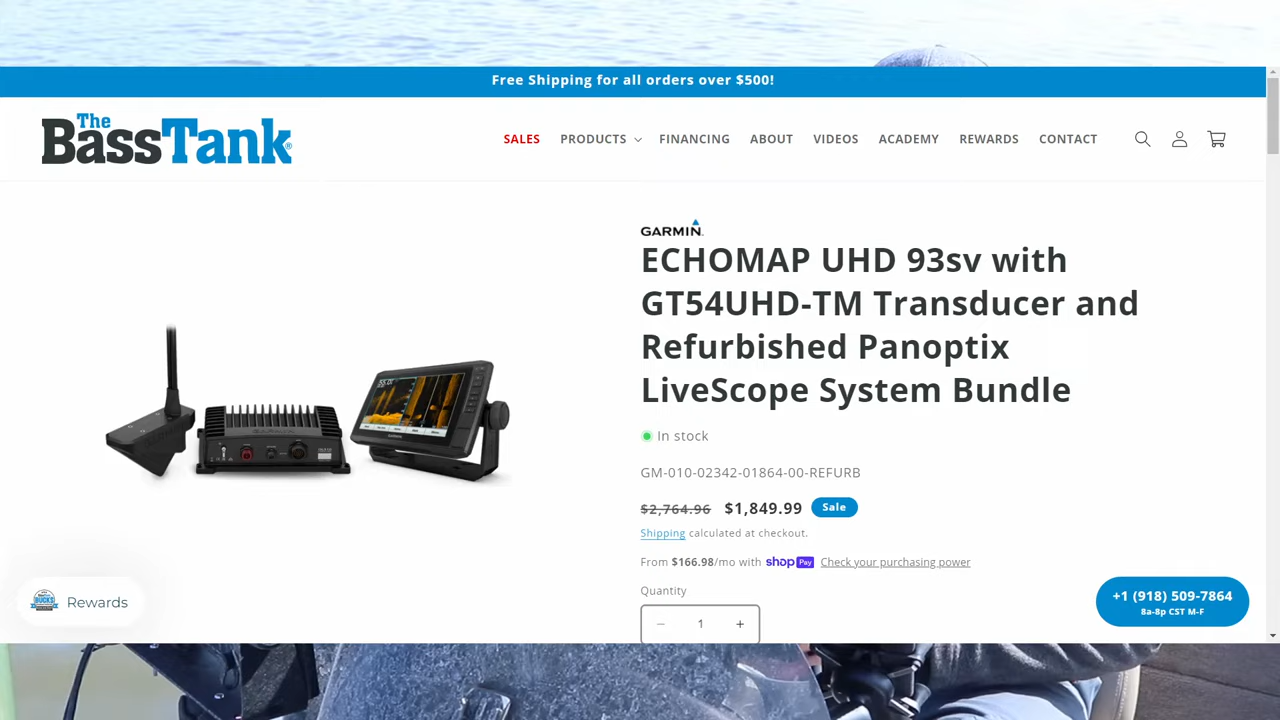 Free Shipping for all orders over $500!
The
BassTank®
SALES PRODUCTS FINANCING ABOUT VIDEOS ACADEMY REWARDS CONTACT
GARMIN
ECHOMAP UHD 93sv with
GT54UHD-TM Transducer and
Refurbished Panoptix
LiveScope System Bundle
In stock
GM-010-02342-01864-00-REFURB
$2,764.96 $1,849.99 Sale
Shipping calculated at checkout.
From $166.98/mo with shop Pay Check your purchasing power
Quantity
− 1 +
BUCKS
Rewards
+1 (918) 509-7864
8a-8p CST M-F